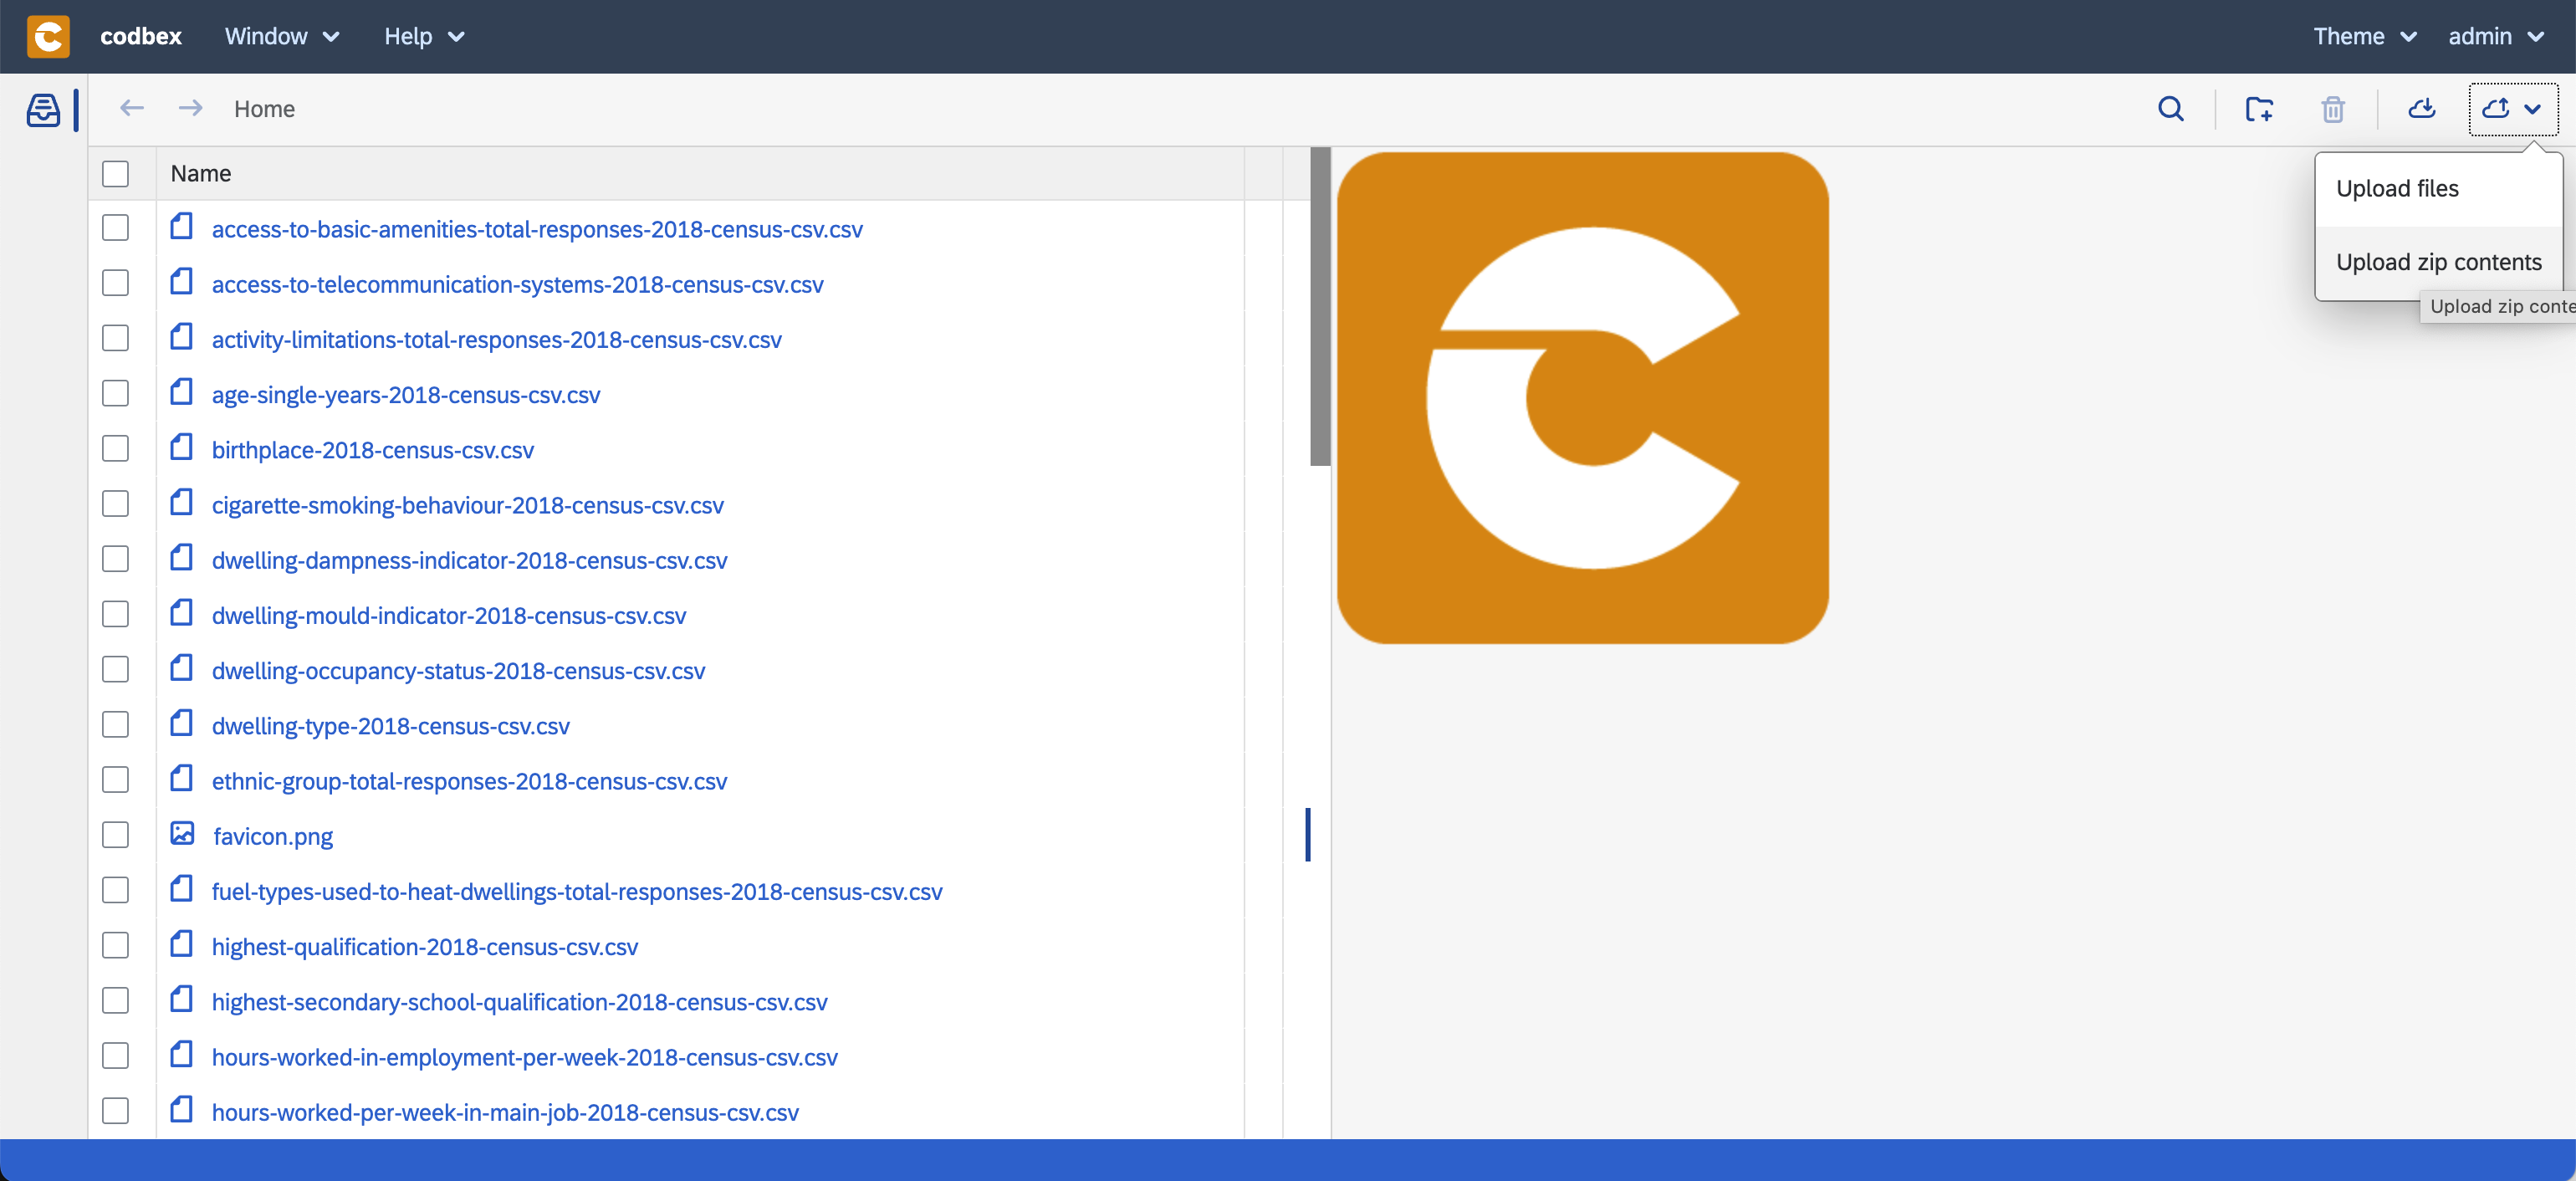 codbex Window Help Theme admin
Home
Name
Upload files
Upload zip contents
Upload zip conte
access-to-basic-amenities-total-responses-2018-census-csv.csv
access-to-telecommunication-systems-2018-census-csv.csv
activity-limitations-total-responses-2018-census-csv.csv
age-single-years-2018-census-csv.csv
birthplace-2018-census-csv.csv
cigarette-smoking-behaviour-2018-census-csv.csv
dwelling-dampness-indicator-2018-census-csv.csv
dwelling-mould-indicator-2018-census-csv.csv
dwelling-occupancy-status-2018-census-csv.csv
dwelling-type-2018-census-csv.csv
ethnic-group-total-responses-2018-census-csv.csv
favicon.png
fuel-types-used-to-heat-dwellings-total-responses-2018-census-csv.csv
highest-qualification-2018-census-csv.csv
highest-secondary-school-qualification-2018-census-csv.csv
hours-worked-in-employment-per-week-2018-census-csv.csv
hours-worked-per-week-in-main-job-2018-census-csv.csv